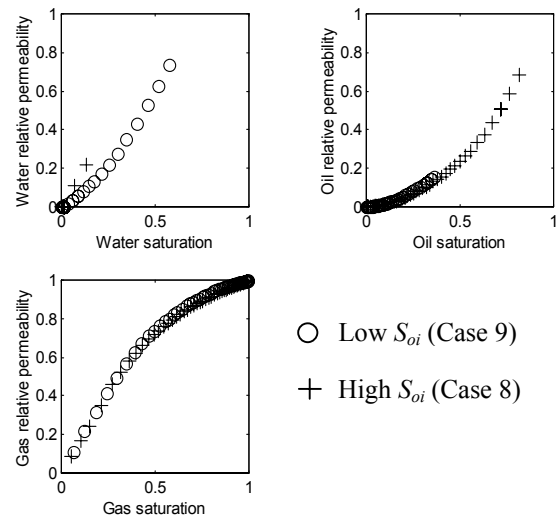 1
0.8
0.6
0.4
0.2
0
0 0.5 1
Water relative permeability
Water saturation
1
0.8
0.6
0.4
0.2
0
0 0.5 1
Oil relative permeability
Oil saturation
1
0.8
0.6
0.4
0.2
0
0 0.5 1
Gas relative permeability
Gas saturation
Low Soi (Case 9)
High Soi (Case 8)